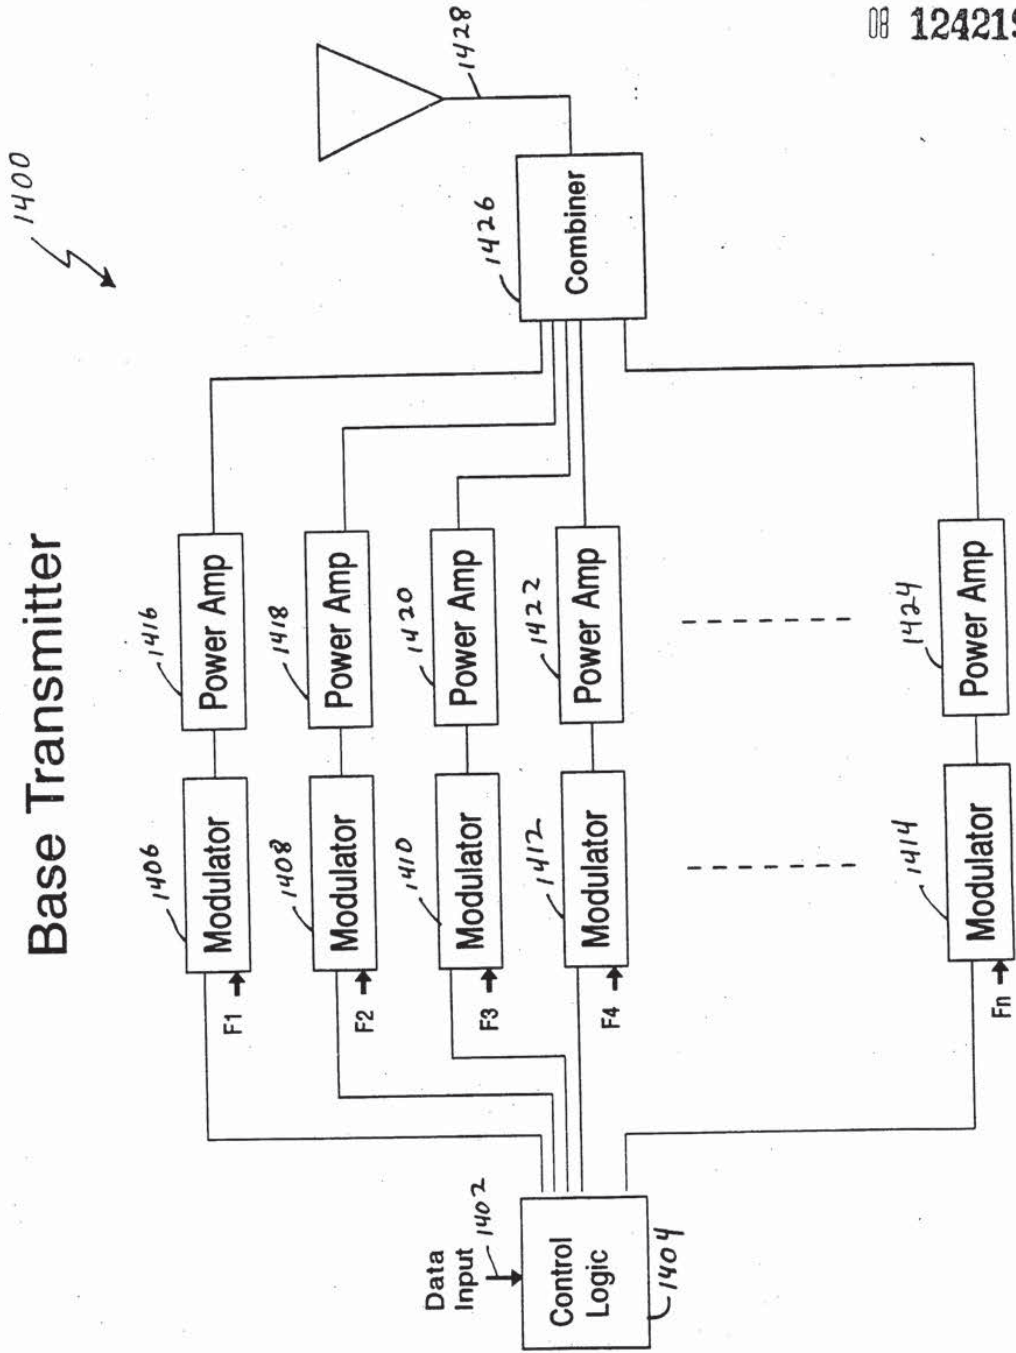 08 124219
Base Transmitter
1400
1406
Modulator
F1
1416
Power Amp
1408
Modulator
F2
1418
Power Amp
1410
Modulator
F3
1420
Power Amp
1412
Modulator
F4
1422
Power Amp
1414
Modulator
Fn
1424
Power Amp
Data
Input
1402
Control
Logic
1404
1426
Combiner
1428